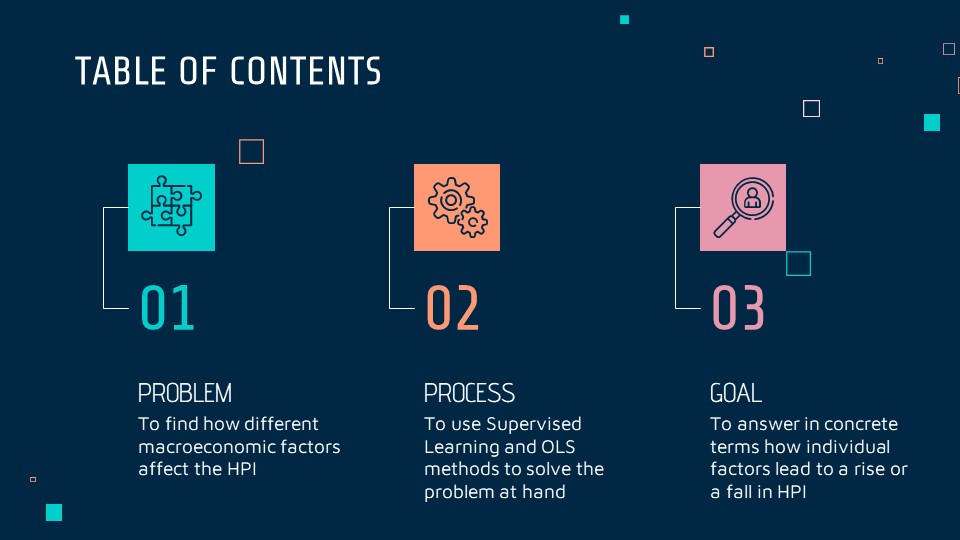 TABLE OF CONTENTS
01
PROBLEM
To find how different
macroeconomic factors
affect the HPI
02
PROCESS
To use Supervised
Learning and OLS
methods to solve the
problem at hand
03
GOAL
To answer in concrete
terms how individual
factors lead to a rise or
a fall in HPI